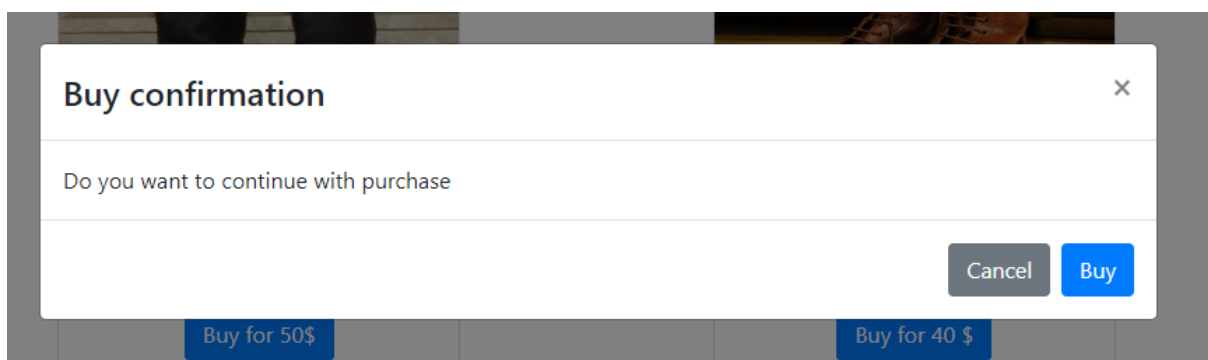 Buy confirmation
×
Do you want to continue with purchase
Cancel Buy
Buy for 50$ Buy for 40 $